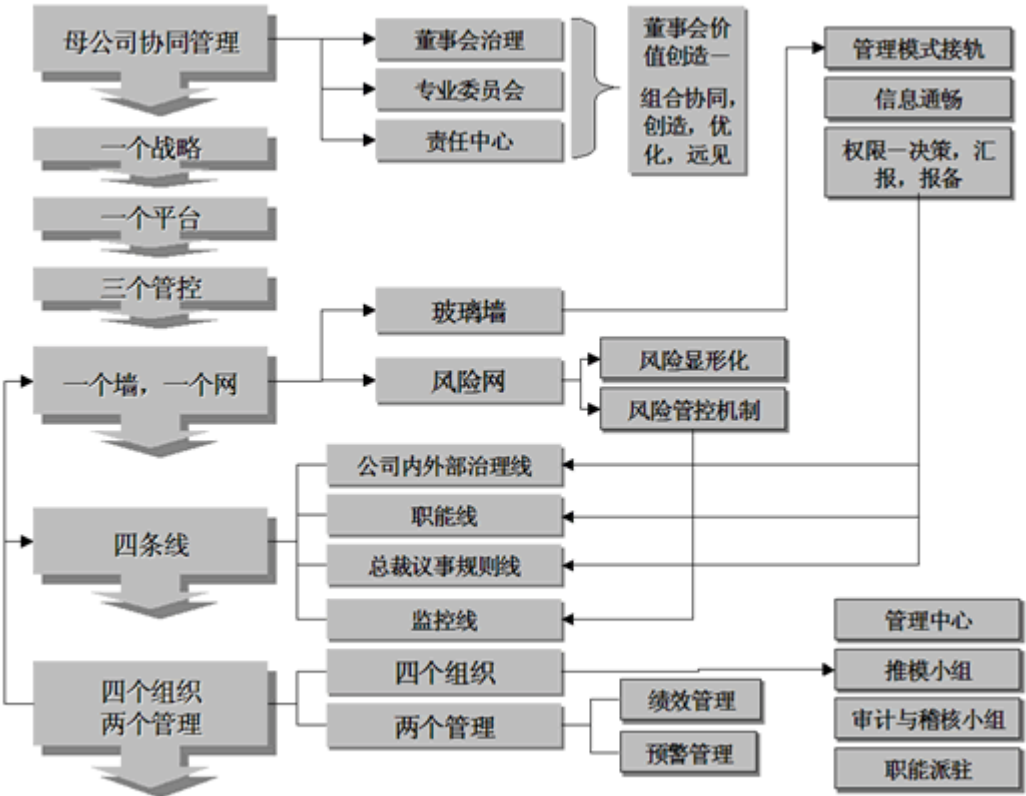 母公司协同管理
董事会治理
专业委员会
责任中心
董事会价
值创造－
组合协同，
创造，优
化，远见
管理模式接轨
信息通畅
权限－决策，汇
报，报备
一个战略
一个平台
三个管控
一个墙，一个网
玻璃墙
风险网
风险显形化
风险管控机制
四条线
公司内外部治理线
职能线
总裁议事规则线
监控线
四个组织
两个管理
四个组织
两个管理
绩效管理
预警管理
管理中心
推模小组
审计与稽核小组
职能派驻